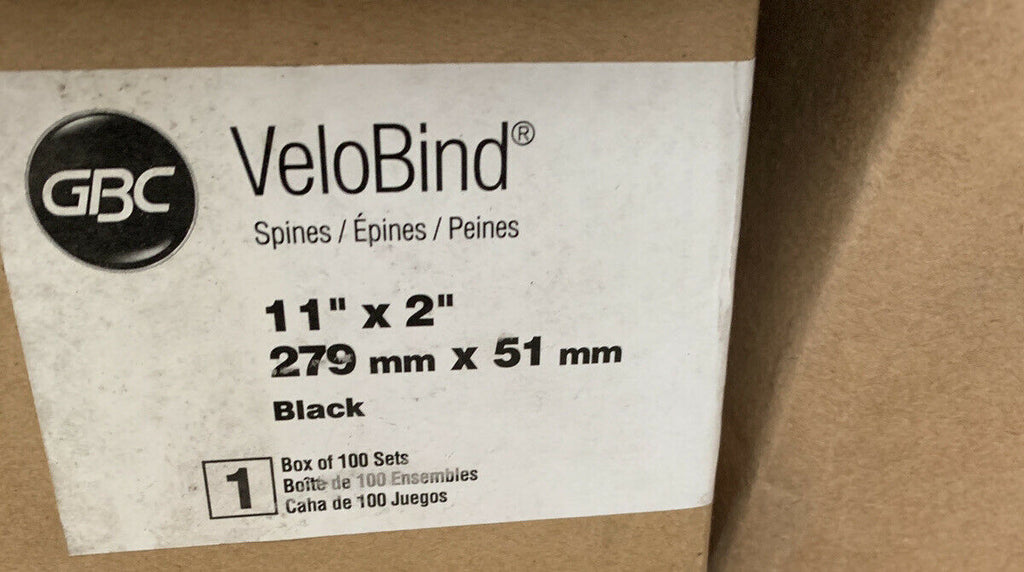 GBC
VeloBind®
Spines / Épines / Peines
11" x 2"
279 mm x 51 mm
Black
1
Box of 100 Sets
Boîte de 100 Ensembles
Caha de 100 Juegos